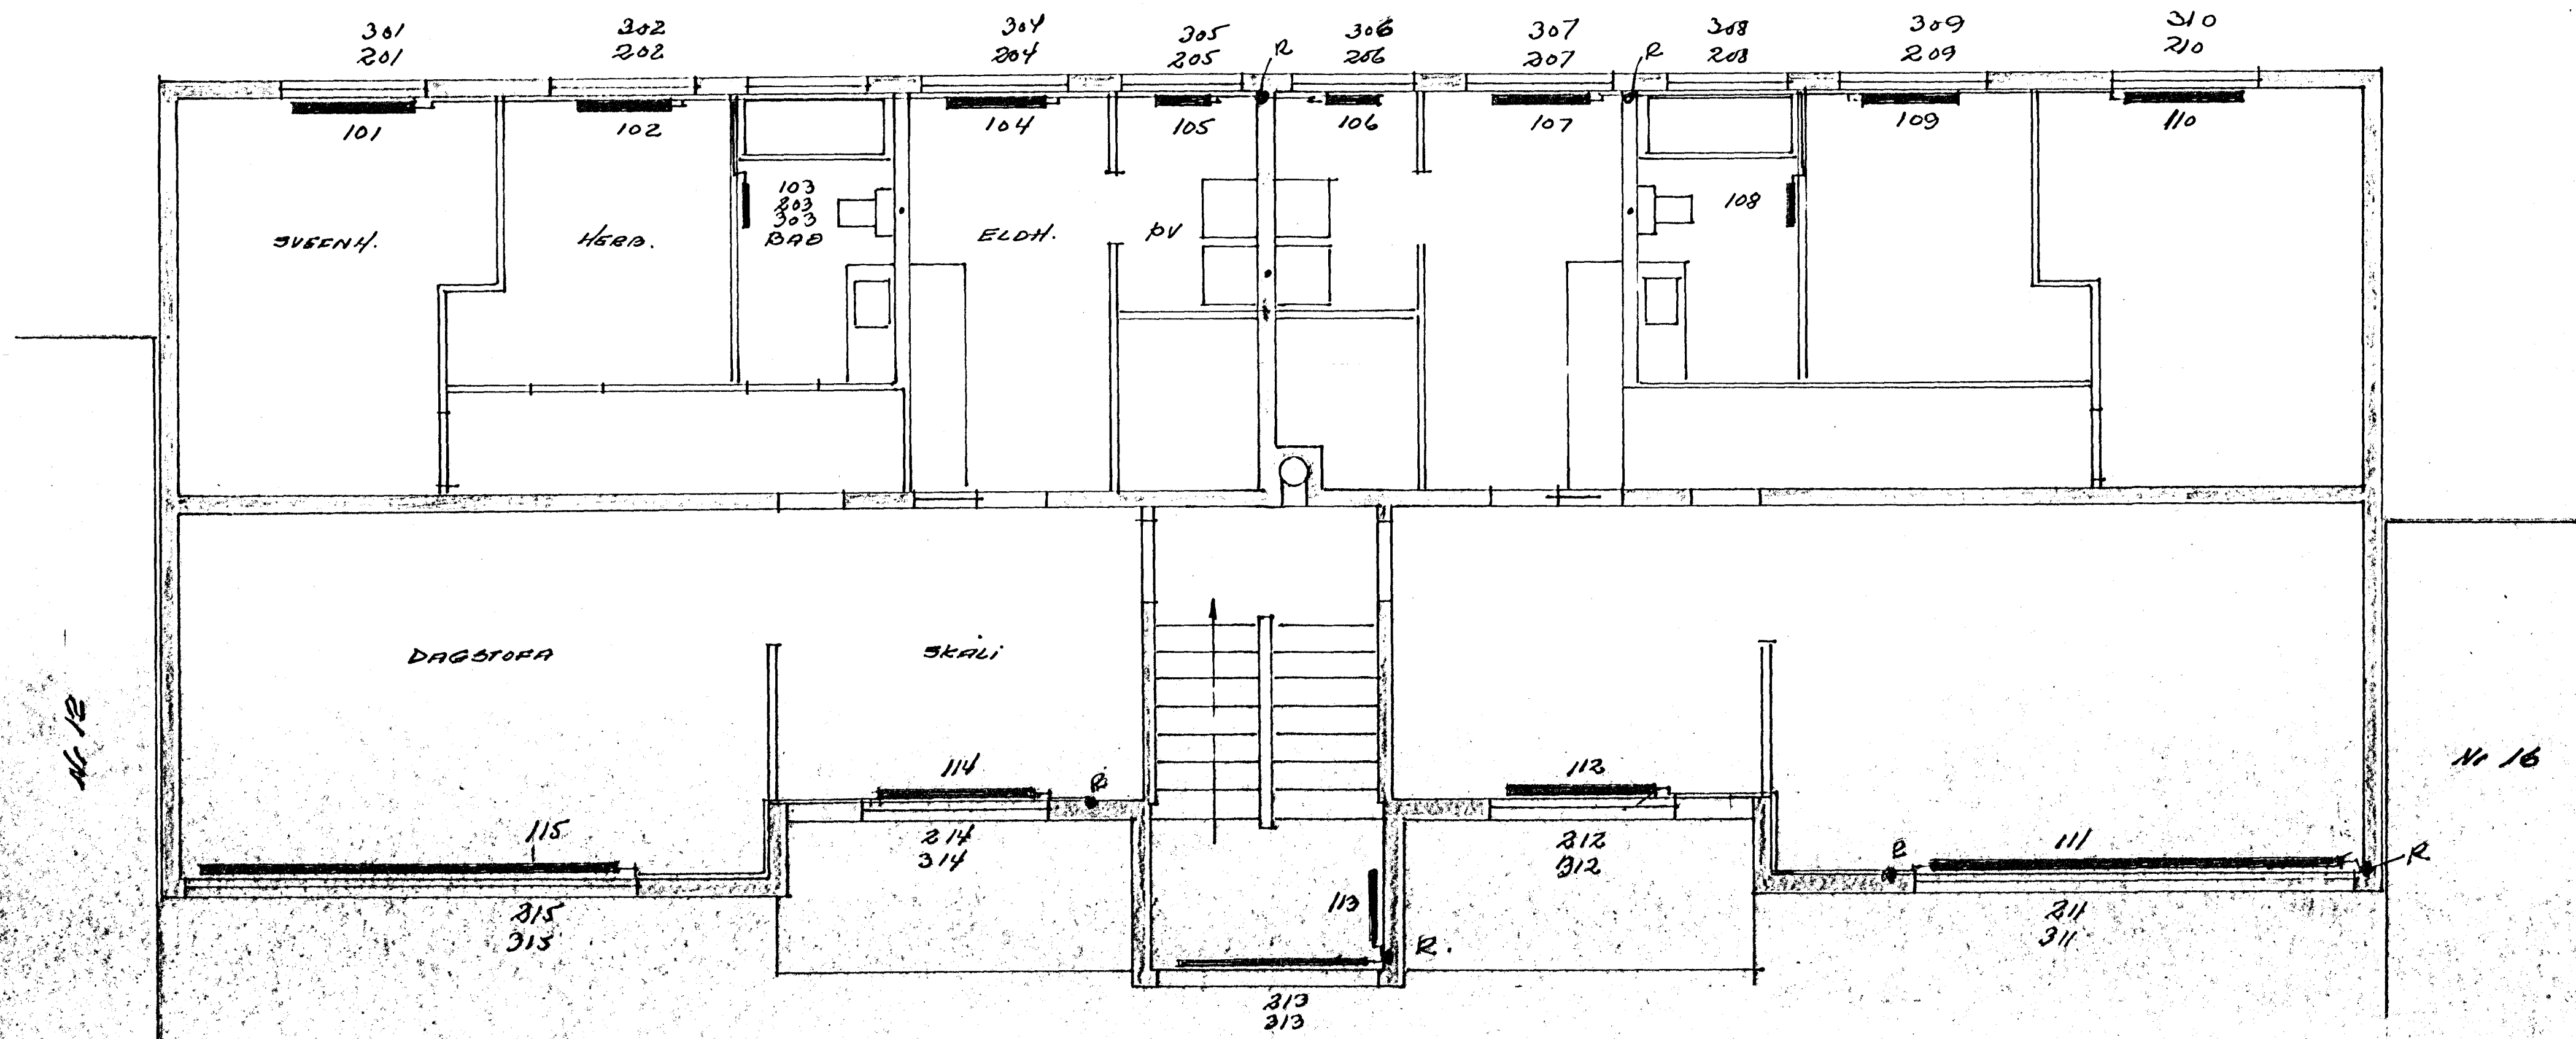 301 302 304 305 306 307 308 309 310
201 202 204 205 R 206 207 R 208 209 210
101 102 104 105 106 107 109 110
103
203
303
BAÐ
108
SVEFNH. HERB. ELDH. ÞV
DAGSTOFA SKÁLI
Nr 12
Nr 16
114 R 112
115 214 212 R 111 R
314 312
113
215 211
315 311
R.
213
313